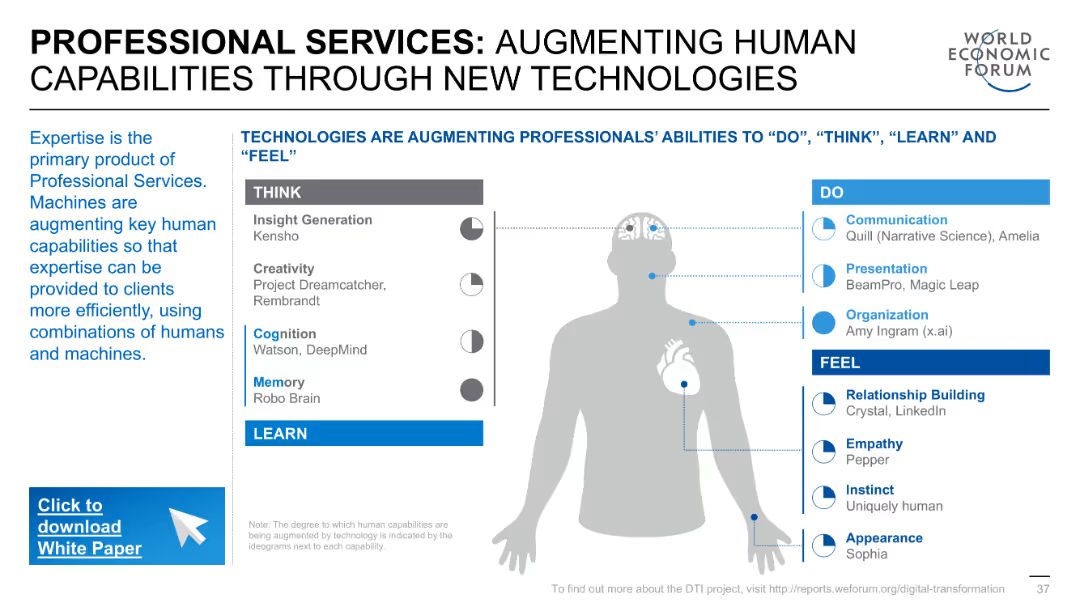 PROFESSIONAL SERVICES: AUGMENTING HUMAN
CAPABILITIES THROUGH NEW TECHNOLOGIES
WORLD
ECONOMIC
FORUM
Expertise is the
primary product of
Professional Services.
Machines are
augmenting key human
capabilities so that
expertise can be
provided to clients
more efficiently, using
combinations of humans
and machines.
Click to
download
White Paper
TECHNOLOGIES ARE AUGMENTING PROFESSIONALS’ ABILITIES TO “DO”, “THINK”, “LEARN” AND
“FEEL”
THINK
Insight Generation
Kensho
Creativity
Project Dreamcatcher,
Rembrandt
Cognition
Watson, DeepMind
Memory
Robo Brain
LEARN
Note: The degree to which human capabilities are
being augmented by technology is indicated by the
ideograms next to each capability.
DO
Communication
Quill (Narrative Science), Amelia
Presentation
BeamPro, Magic Leap
Organization
Amy Ingram (x.ai)
FEEL
Relationship Building
Crystal, LinkedIn
Empathy
Pepper
Instinct
Uniquely human
Appearance
Sophia
To find out more about the DTI project, visit http://reports.weforum.org/digital-transformation
37